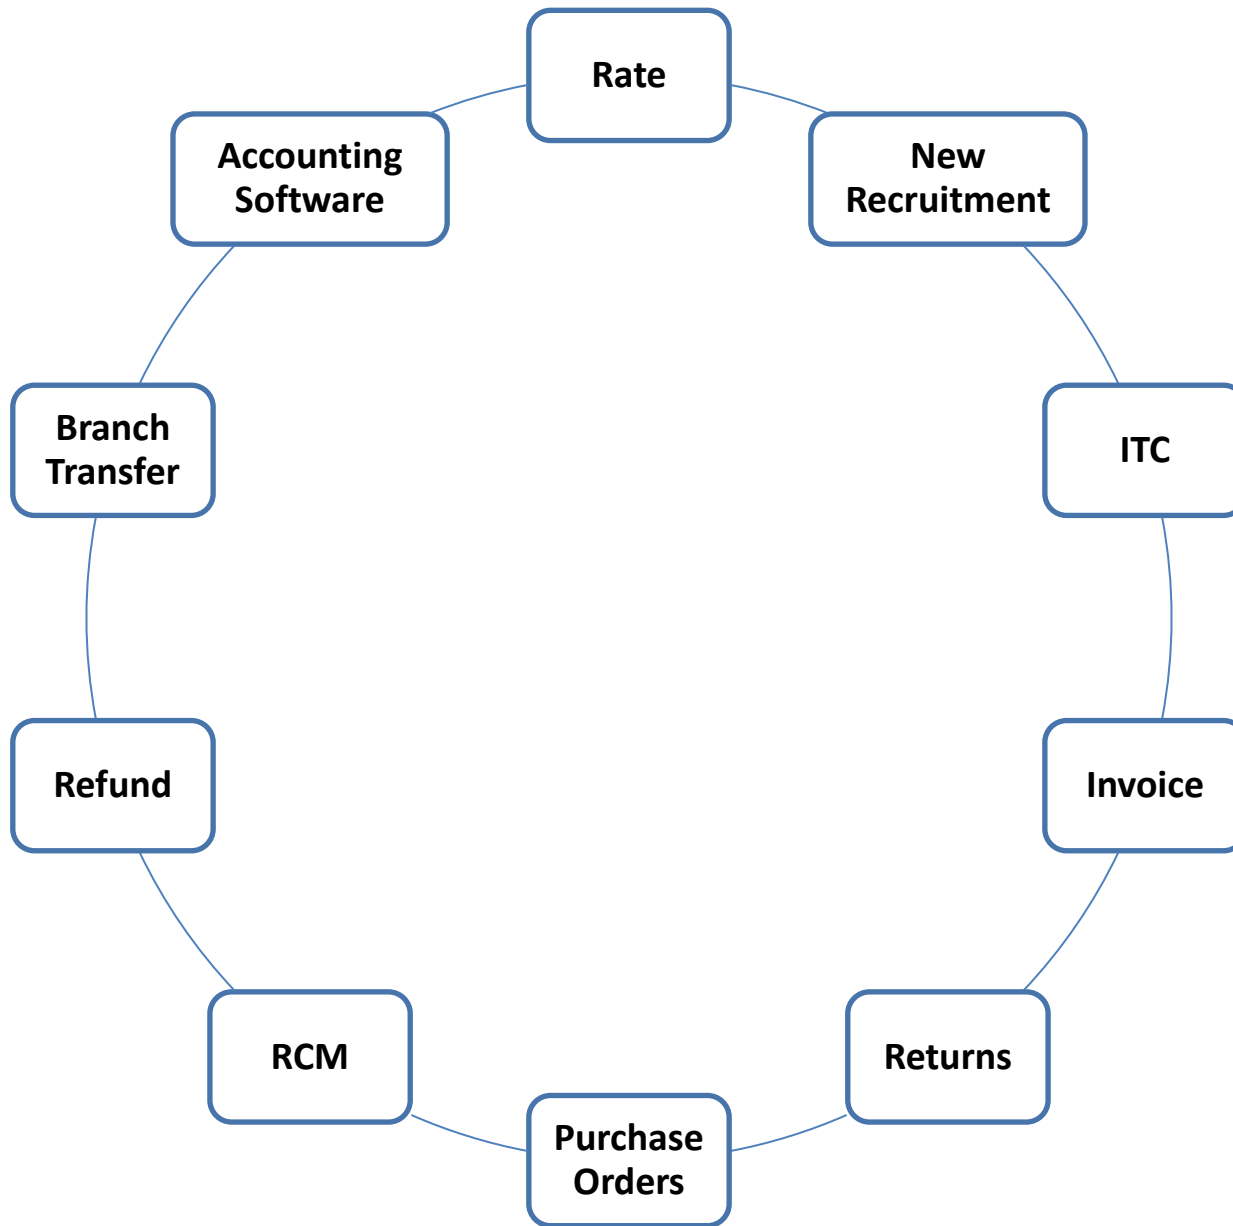 Rate
New
Recruitment
ITC
Invoice
Returns
Purchase
Orders
RCM
Refund
Branch
Transfer
Accounting
Software